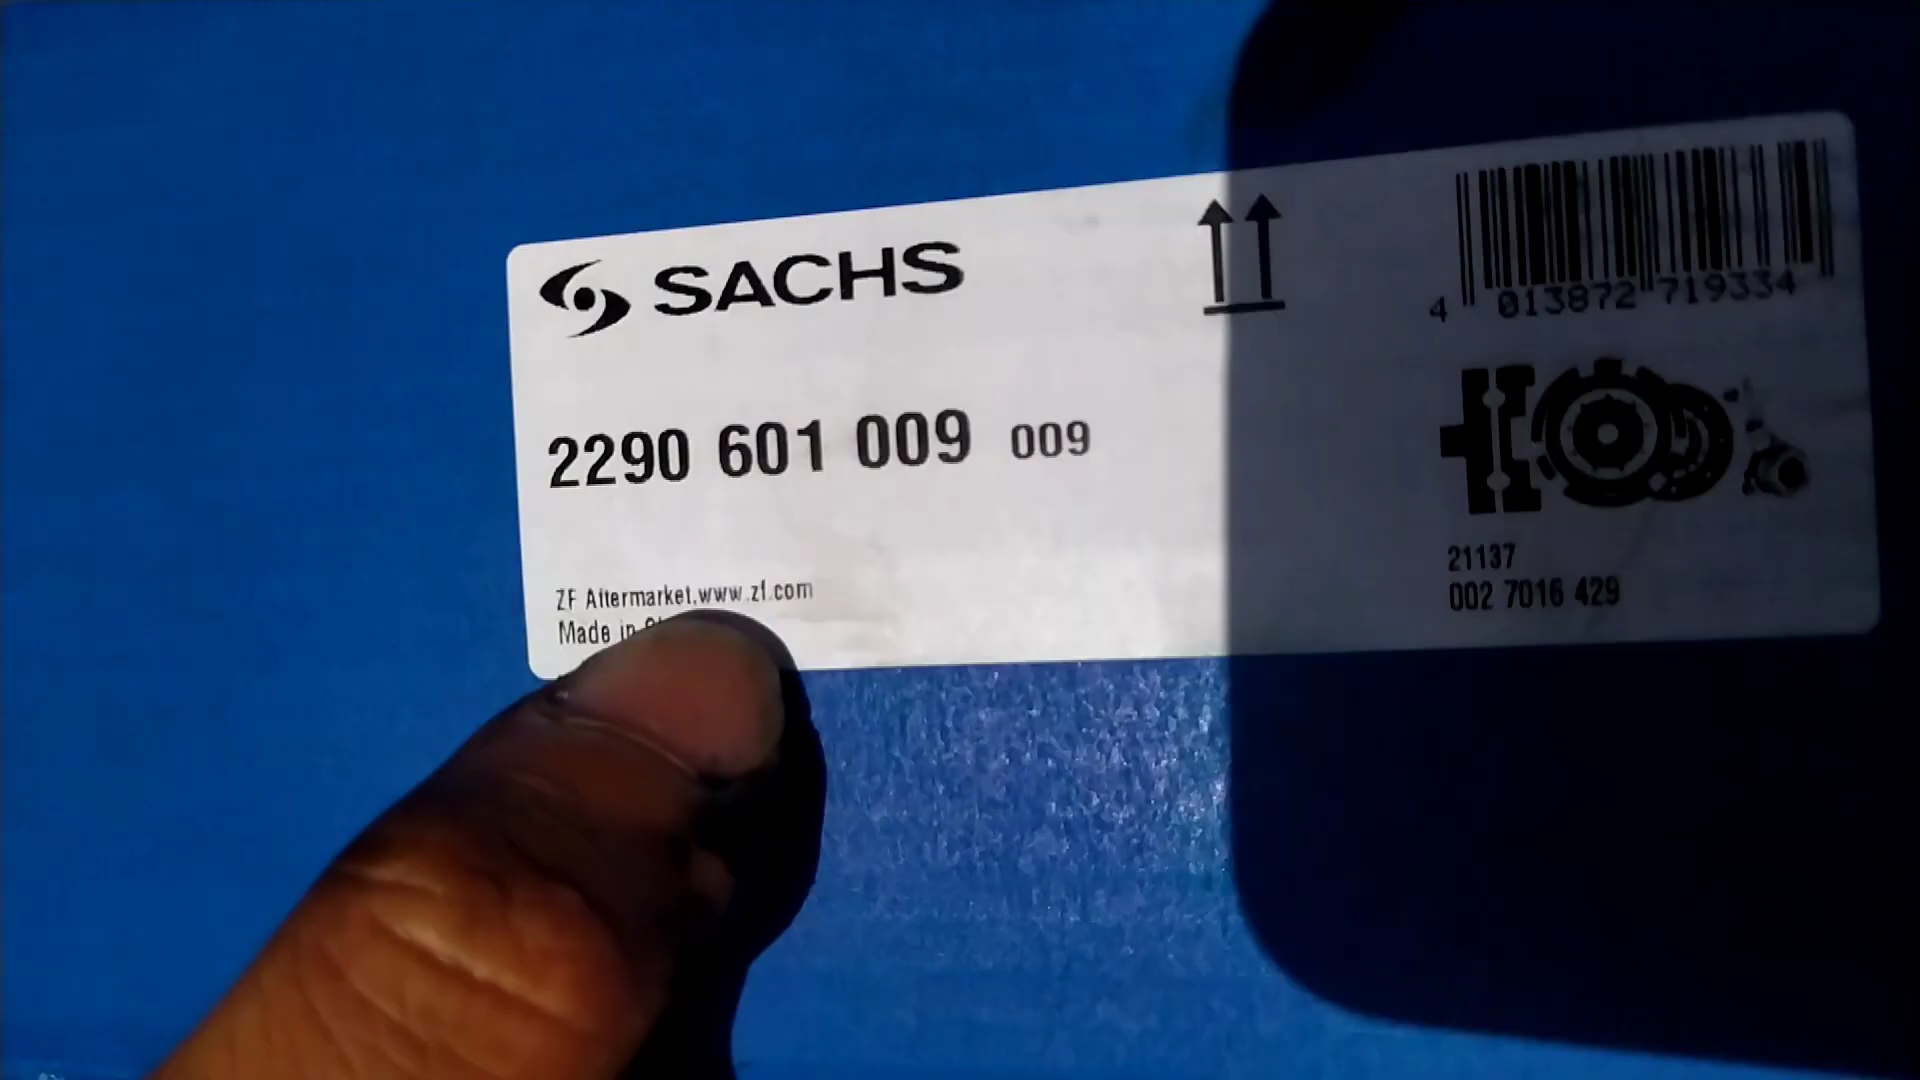 SACHS
4 013872 719334
2290 601 009 009
21137
002 7016 429
ZF Aftermarket.www.zf.com
Made in